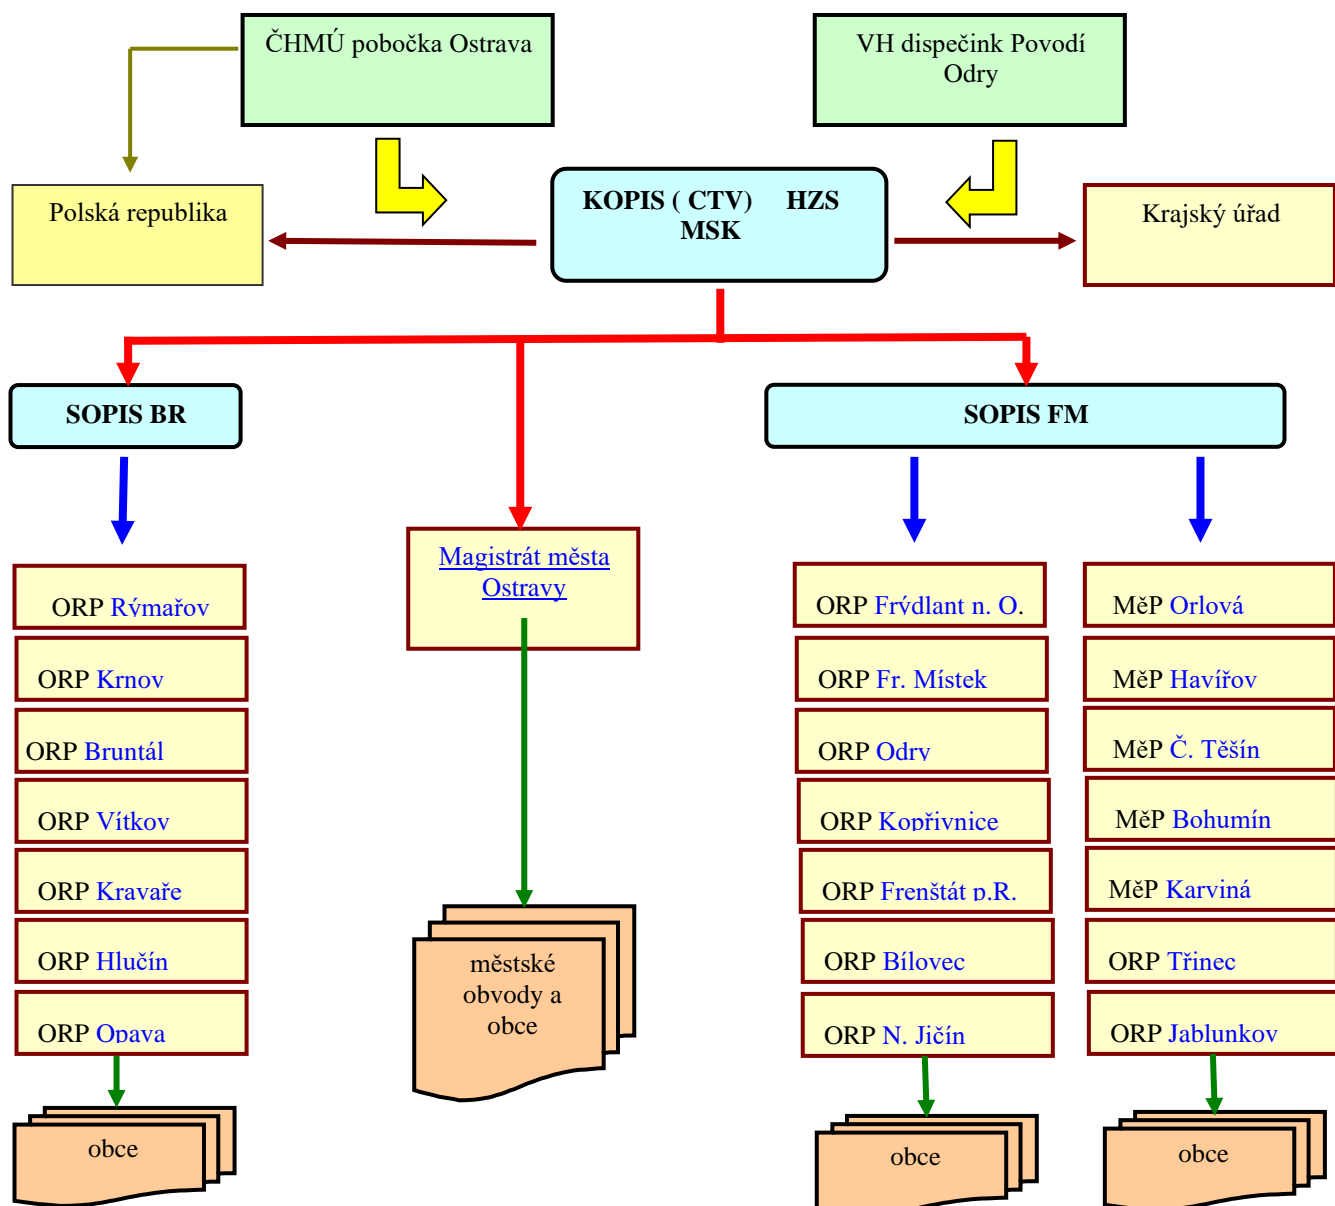 ČHMÚ pobočka Ostrava
VH dispečink Povodí
Odry
Polská republika
KOPIS ( CTV) HZS
MSK
Krajský úřad
SOPIS BR
SOPIS FM
Magistrát města
Ostravy
ORP Rýmařov
ORP Krnov
ORP Bruntál
ORP Vítkov
ORP Kravaře
ORP Hlučín
ORP Opava
obce
městské
obvody a
obce
ORP Frýdlant n. O.
ORP Fr. Místek
ORP Odry
ORP Kopřivnice
ORP Frenštát p.R.
ORP Bílovec
ORP N. Jičín
obce
MěP Orlová
MěP Havířov
MěP Č. Těšín
MěP Bohumín
MěP Karviná
ORP Třinec
ORP Jablunkov
obce